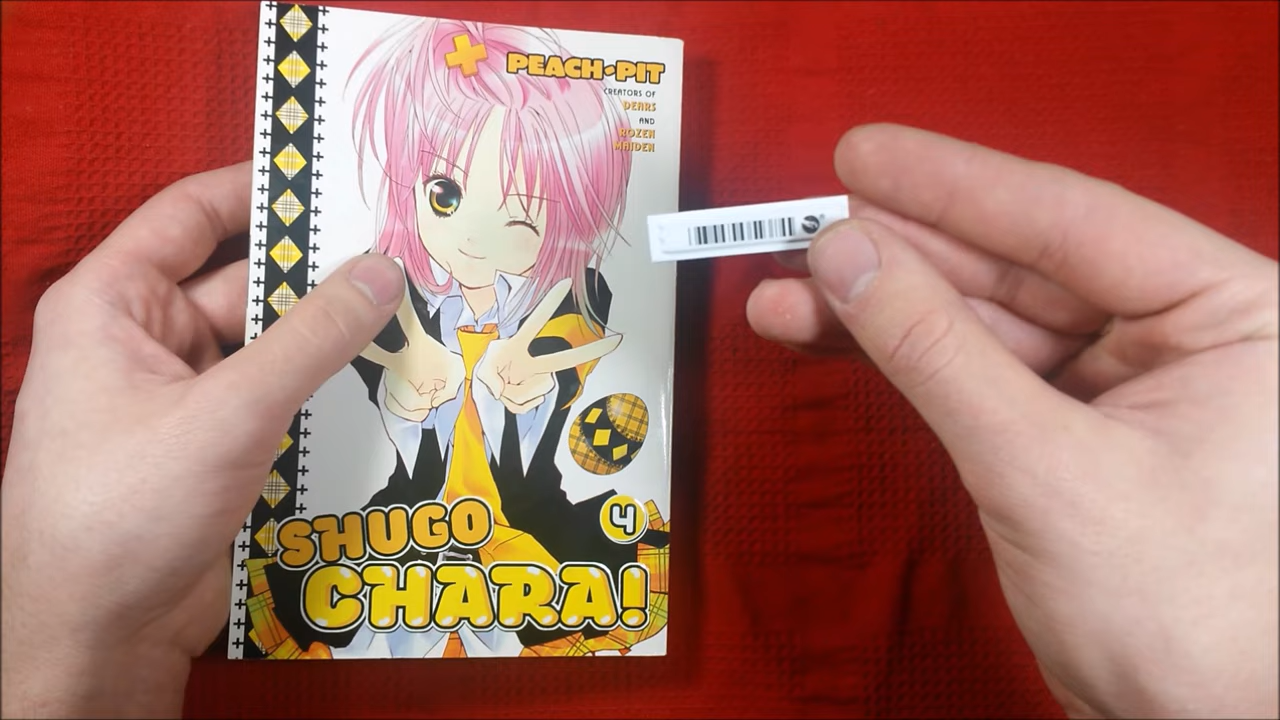 PEACH•PIT
CREATORS OF
DEARS
AND
ROZEN
MAIDEN
4
SHUGO
CHARA!